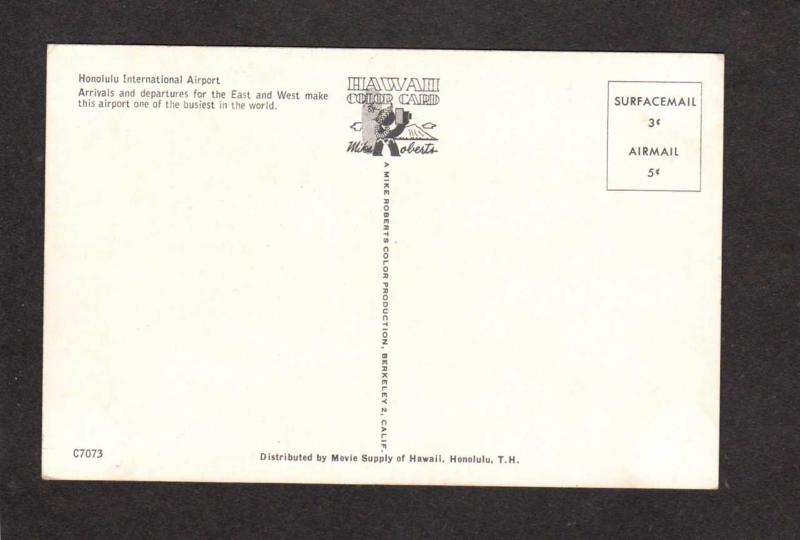 Honolulu International Airport
Arrivals and departures for the East and West make
this airport one of the busiest in the world.
HAWAII
COLOR CARD
Mike Roberts
SURFACEMAIL
3¢
AIRMAIL
5¢
A MIKE ROBERTS COLOR PRODUCTION, BERKELEY 2, CALIF.
C7073
Distributed by Movie Supply of Hawaii, Honolulu, T.H.